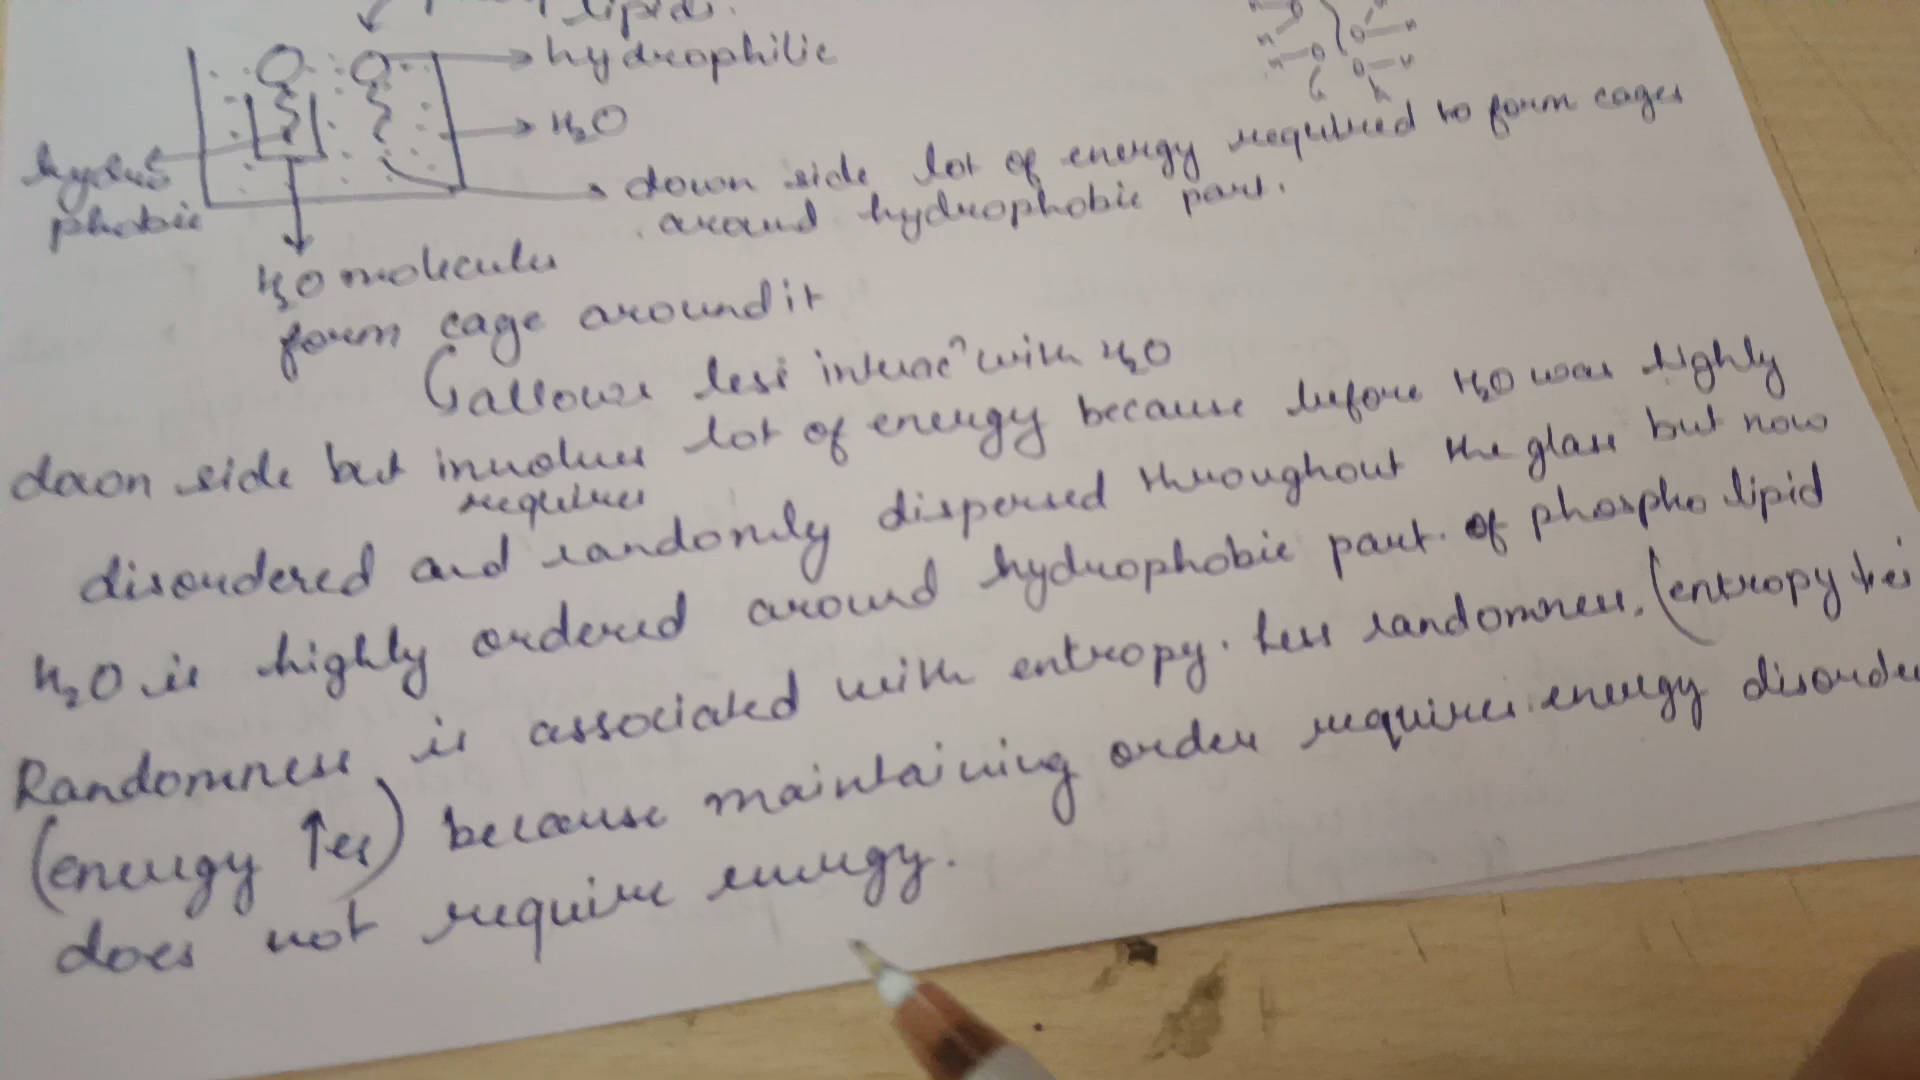 lipids.
hydrophilic
H2O
hydro
phobic
down side lot of energy required to form cages
around hydrophobic part.
H2O molecules
form cage around it
allows less interacn with H2O
down side but involves lot of energy because before H2O was highly
requires
disordered and randomly dispersed throughout the glass but now
H2O is highly ordered around hydrophobic part of phospho lipid
Randomness is associated with entropy. Less randomness. (entropy
(energy ↑es) because maintaining order requires energy
does not require energy.